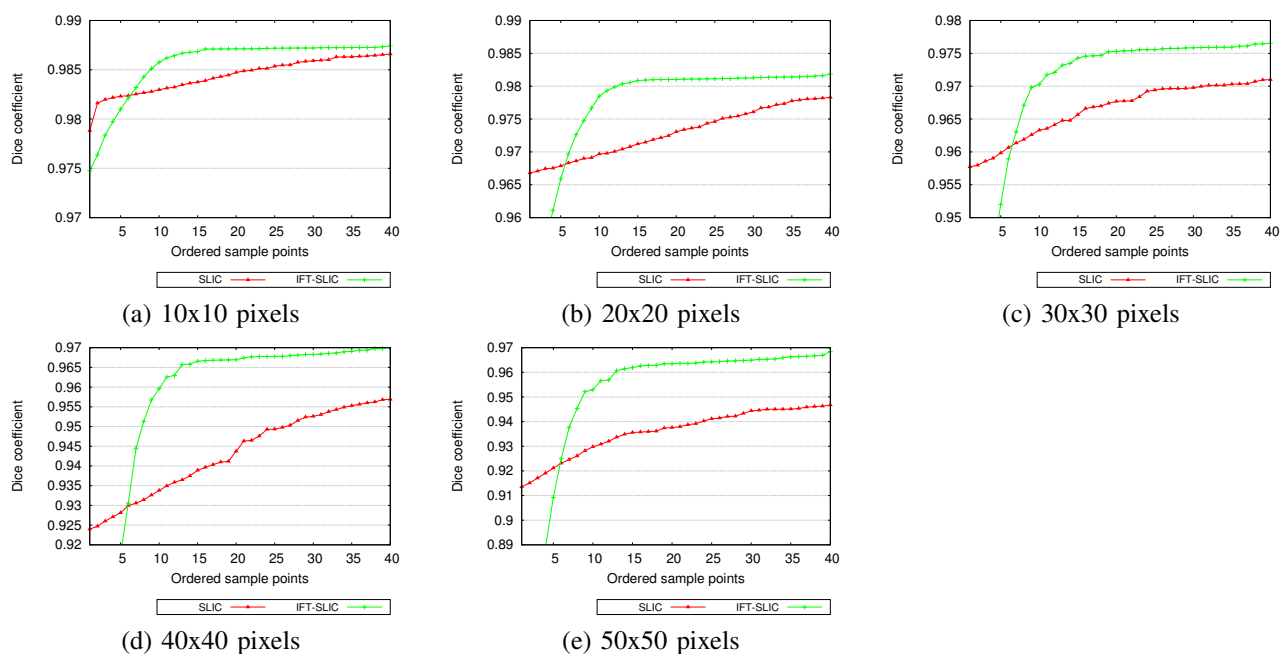 0.99
0.985
0.98
0.975
0.97
Dice coefficient
5 10 15 20 25 30 35 40
Ordered sample points
SLIC IFT-SLIC
(a) 10x10 pixels
0.99
0.985
0.98
0.975
0.97
0.965
0.96
Dice coefficient
5 10 15 20 25 30 35 40
Ordered sample points
SLIC IFT-SLIC
(b) 20x20 pixels
0.98
0.975
0.97
0.965
0.96
0.955
0.95
Dice coefficient
5 10 15 20 25 30 35 40
Ordered sample points
SLIC IFT-SLIC
(c) 30x30 pixels
0.97
0.965
0.96
0.955
0.95
0.945
0.94
0.935
0.93
0.925
0.92
Dice coefficient
5 10 15 20 25 30 35 40
Ordered sample points
SLIC IFT-SLIC
(d) 40x40 pixels
0.97
0.96
0.95
0.94
0.93
0.92
0.91
0.9
0.89
Dice coefficient
5 10 15 20 25 30 35 40
Ordered sample points
SLIC IFT-SLIC
(e) 50x50 pixels